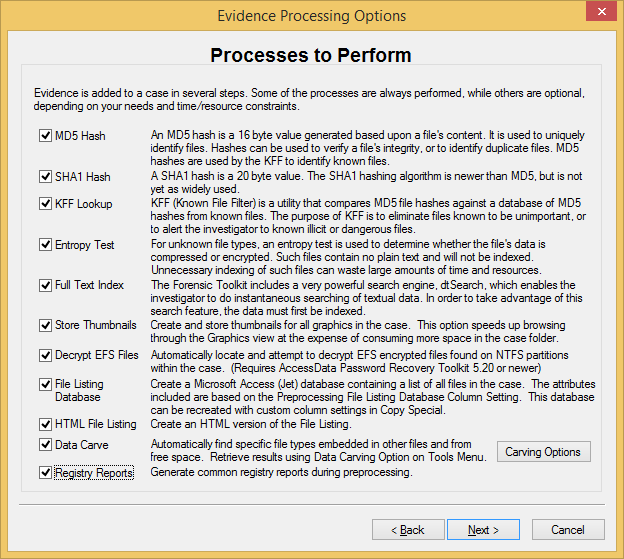 Evidence Processing Options
Processes to Perform
Evidence is added to a case in several steps. Some of the processes are always performed, while others are optional,
depending on your needs and time/resource constraints.
MD5 Hash
An MD5 hash is a 16 byte value generated based upon a file's content. It is used to uniquely
identify files. Hashes can be used to verify a file's integrity, or to identify duplicate files. MD5
hashes are used by the KFF to identify known files.
SHA1 Hash
A SHA1 hash is a 20 byte value. The SHA1 hashing algorithm is newer than MD5, but is not
yet as widely used.
KFF Lookup
KFF (Known File Filter) is a utility that compares MD5 file hashes against a database of MD5
hashes from known files. The purpose of KFF is to eliminate files known to be unimportant, or
to alert the investigator to known illicit or dangerous files.
Entropy Test
For unknown file types, an entropy test is used to determine whether the file's data is
compressed or encrypted. Such files contain no plain text and will not be indexed.
Unnecessary indexing of such files can waste large amounts of time and resources.
Full Text Index
The Forensic Toolkit includes a very powerful search engine, dtSearch, which enables the
investigator to do instantaneous searching of textual data. In order to take advantage of this
search feature, the data must first be indexed.
Store Thumbnails
Create and store thumbnails for all graphics in the case. This option speeds up browsing
through the Graphics view at the expense of consuming more space in the case folder.
Decrypt EFS Files
Automatically locate and attempt to decrypt EFS encrypted files found on NTFS partitions
within the case. (Requires AccessData Password Recovery Toolkit 5.20 or newer)
File Listing
Database
Create a Microsoft Access (Jet) database containing a list of all files in the case. The attributes
included are based on the Preprocessing File Listing Database Column Setting. This database
can be recreated with custom column settings in Copy Special.
HTML File Listing
Create an HTML version of the File Listing.
Data Carve
Automatically find specific file types embedded in other files and from
free space. Retrieve results using Data Carving Option on Tools Menu.
Carving Options
Registry Reports
Generate common registry reports during preprocessing.
< Back
Next >
Cancel